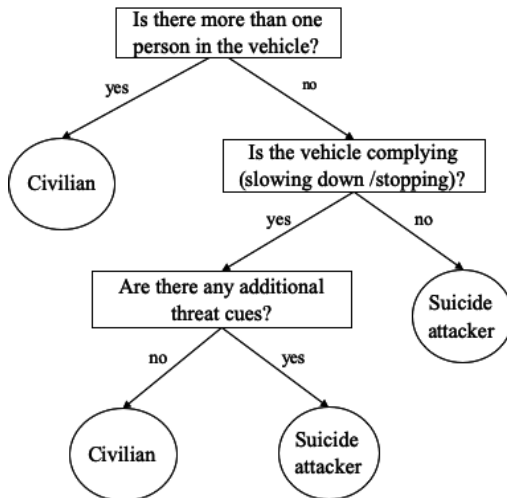 Is there more than one
person in the vehicle?
yes
no
Civilian
Is the vehicle complying
(slowing down /stopping)?
yes
no
Are there any additional
threat cues?
Suicide
attacker
no
yes
Civilian
Suicide
attacker